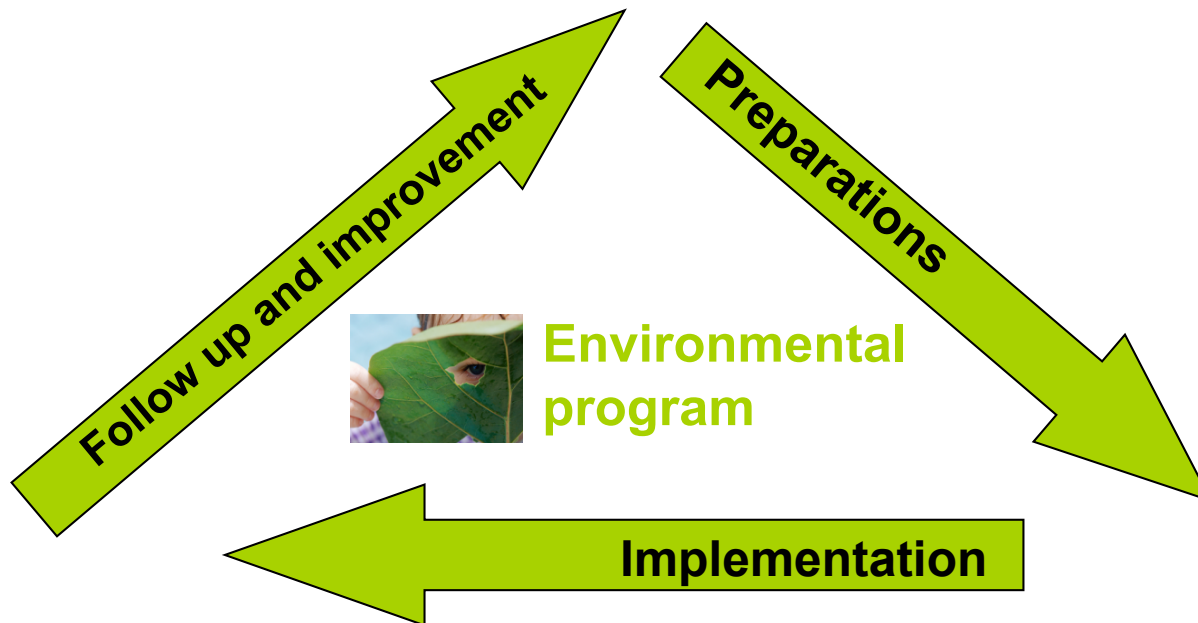 Follow up and improvement
Preparations
Environmental
program
Implementation